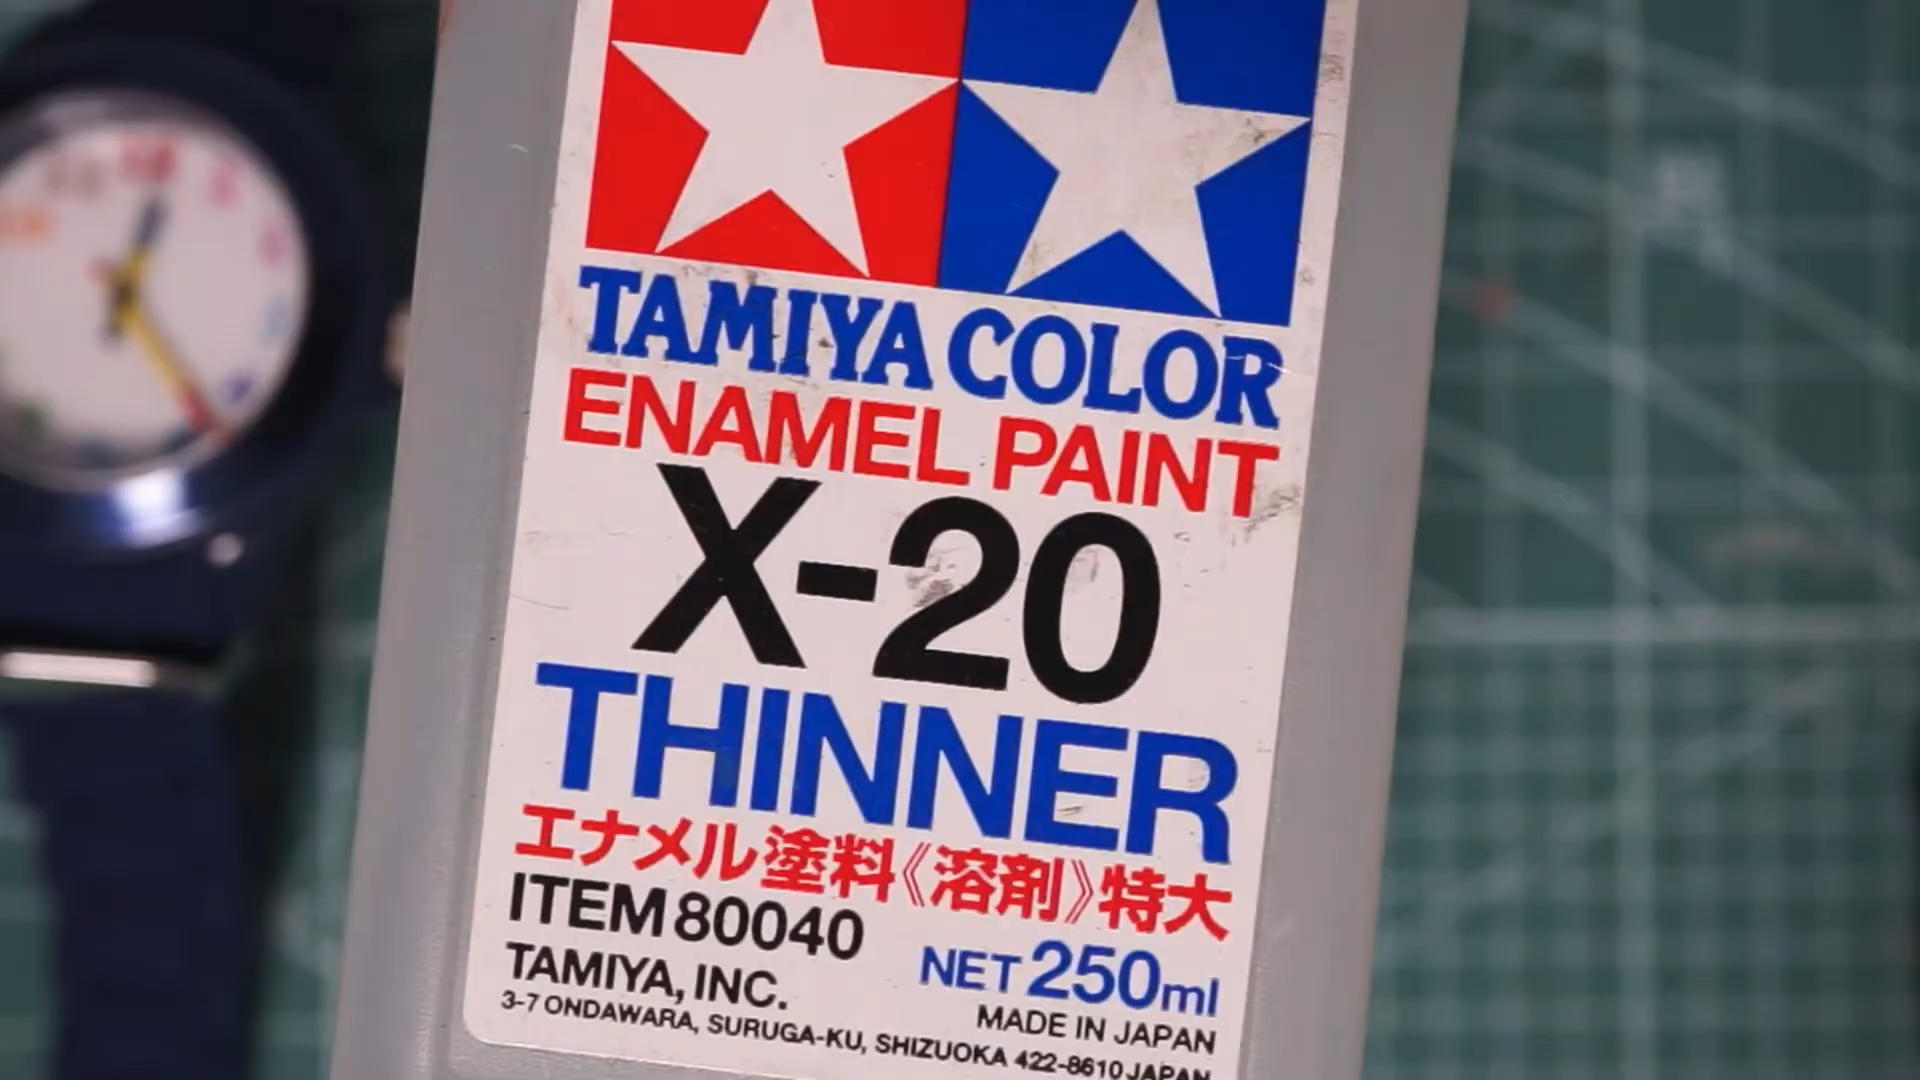 TAMIYA COLOR
ENAMEL PAINT
X-20
THINNER
エナメル塗料《溶剤》特大
ITEM 80040
NET 250ml
TAMIYA, INC.
MADE IN JAPAN
3-7 ONDAWARA, SURUGA-KU, SHIZUOKA 422-8610 JAPAN